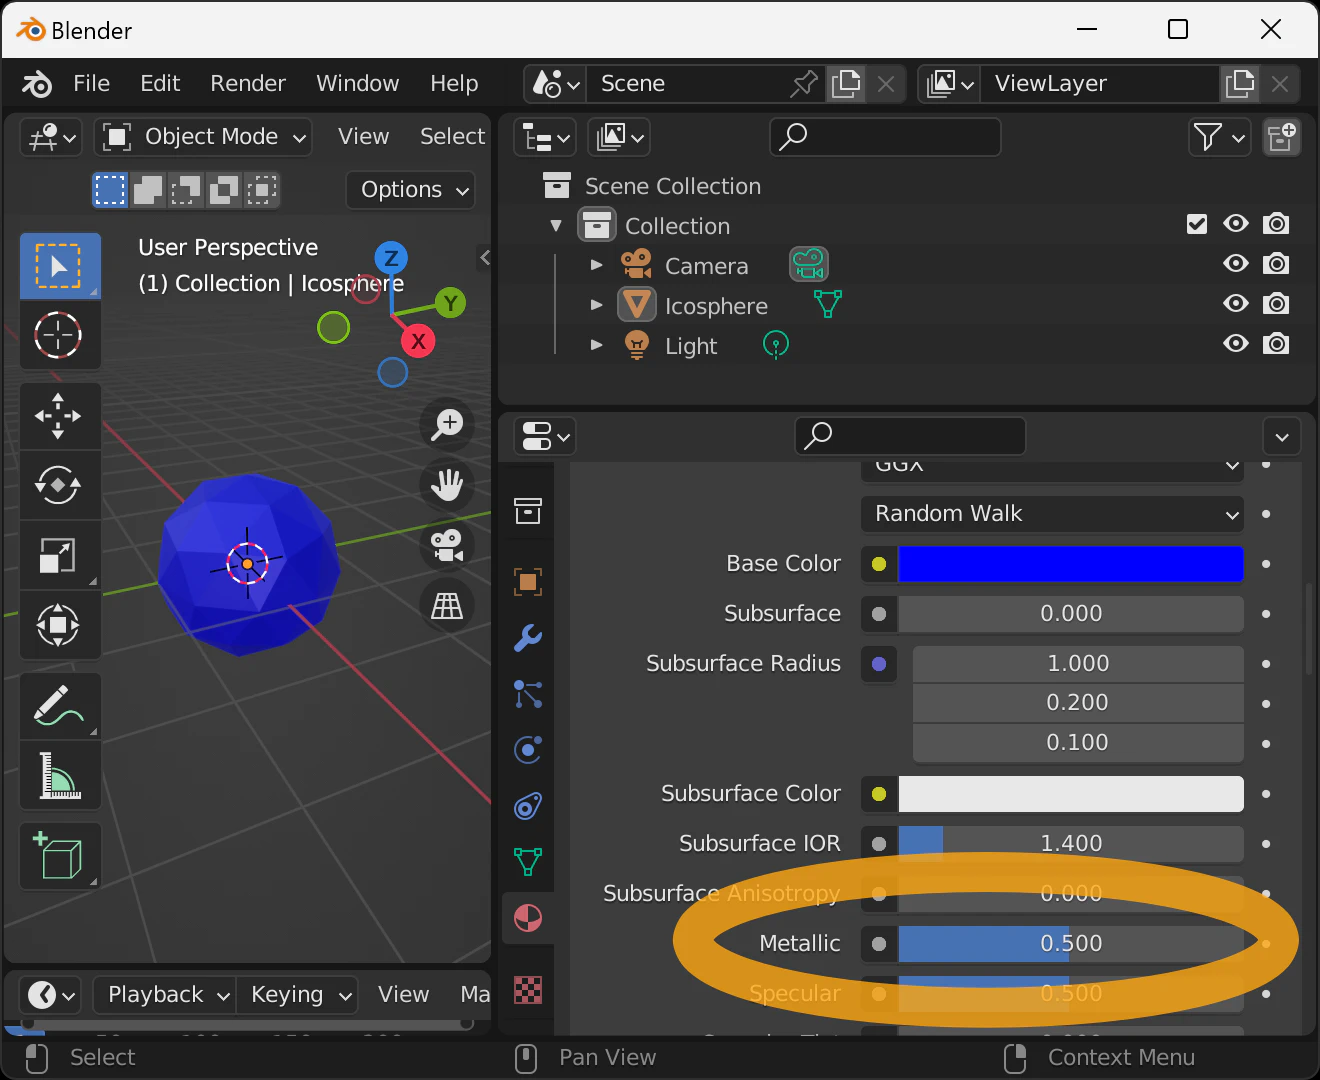 Blender
File Edit Render Window Help Scene ViewLayer
Object Mode View Select
Options
User Perspective
(1) Collection | Icosphere
Z
Y
X
Scene Collection
Collection
Camera
Icosphere
Light
GGX
Random Walk
Base Color
Subsurface 0.000
Subsurface Radius 1.000
0.200
0.100
Subsurface Color
Subsurface IOR 1.400
Subsurface Anisotropy 0.000
Metallic 0.500
Specular 0.500
Playback Keying View Ma
Select Pan View Context Menu